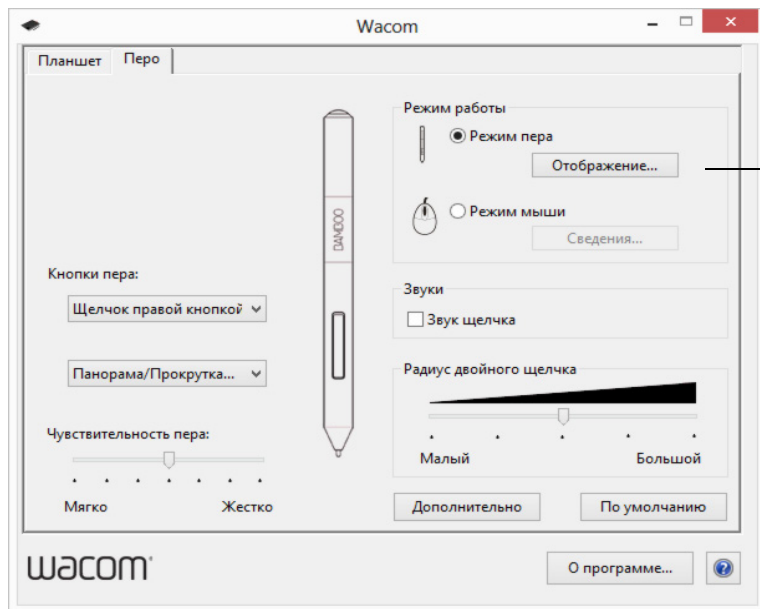 Wacom
Планшет
Перо
Режим работы
Режим пера
Отображение...
Режим мыши
Сведения...
BAMBOO
Кнопки пера:
Щелчок правой кнопкой
Панорама/Прокрутка...
Чувствительность пера:
Мягко
Жестко
Звуки
Звук щелчка
Радиус двойного щелчка
Малый
Большой
Дополнительно
По умолчанию
wacom
О программе...
?